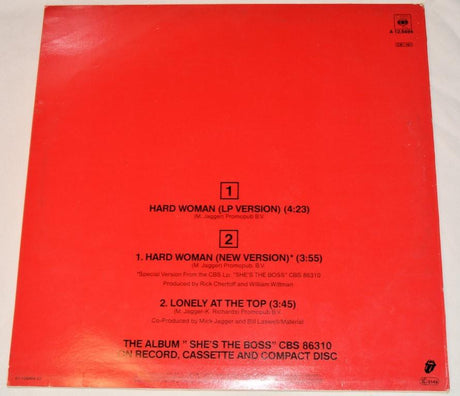 CBS
1
HARD WOMAN (LP VERSION) (4:23)
(M. Jagger) Promopub B.V.
2
1. HARD WOMAN (NEW VERSION)* (3:55)
(M. Jagger) Promopub. B.V.
*Special Version From the CBS Lp. "SHE'S THE BOSS" CBS 86310
Produced by Rick Chertoff and William Wittman
2. LONELY AT THE TOP (3:45)
(M. Jagger-K. Richards) Promopub B.V.
Co-Produced by Mick Jagger and Bill Laswell/Material
THE ALBUM "SHE'S THE BOSS" CBS 86310
ON RECORD, CASSETTE AND COMPACT DISC